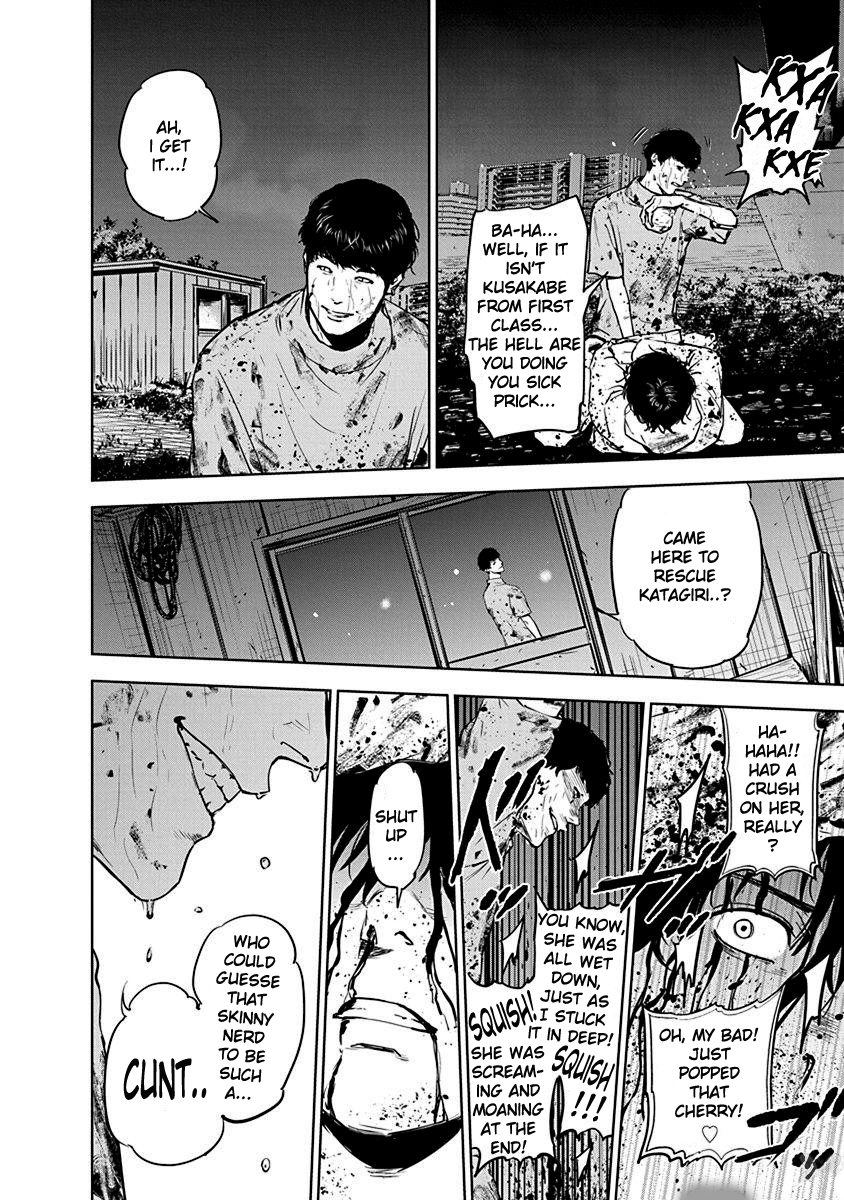 KXA
KXA
KXE
BA-HA...
WELL, IF IT
ISN'T
KUSAKABE
FROM FIRST
CLASS...
THE HELL ARE
YOU DOING
YOU SICK
PRICK...
AH,
I GET
IT...!
CAME
HERE TO
RESCUE
KATAGIRI..?
HA-
HAHA!!
HAD A
CRUSH
ON HER,
REALLY
?
OH, MY BAD!
JUST
POPPED
THAT
CHERRY!
♡
YOU KNOW,
SHE WAS
ALL WET
DOWN,
JUST AS
I STUCK
IT IN
DEEP!
SQUISH!
SQUISH
!!!
SHE WAS
SCREAM-
ING AND
MOANING
AT THE
END!
SHUT
UP
...
WHO
COULD
GUESSE
THAT
SKINNY
NERD
TO BE
SUCH
A...
CUNT..